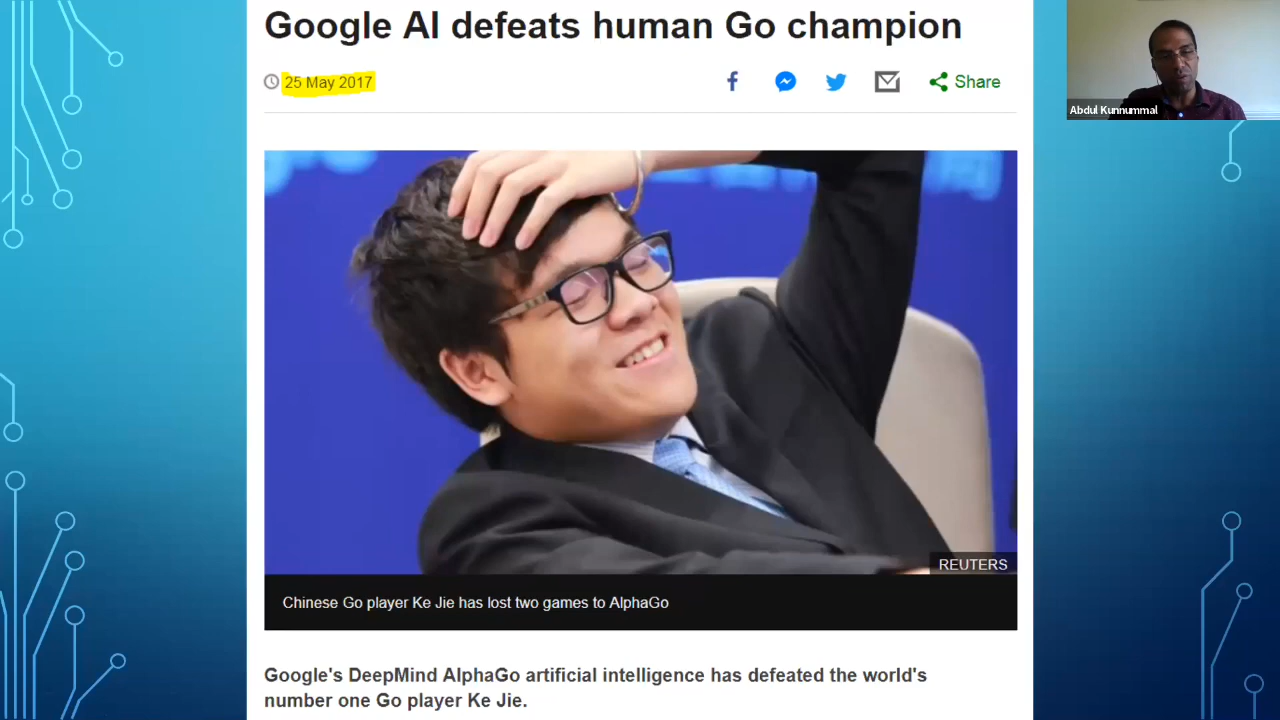 Google AI defeats human Go champion
25 May 2017
Share
Abdul Kunnummal
REUTERS
Chinese Go player Ke Jie has lost two games to AlphaGo
Google's DeepMind AlphaGo artificial intelligence has defeated the world's
number one Go player Ke Jie.